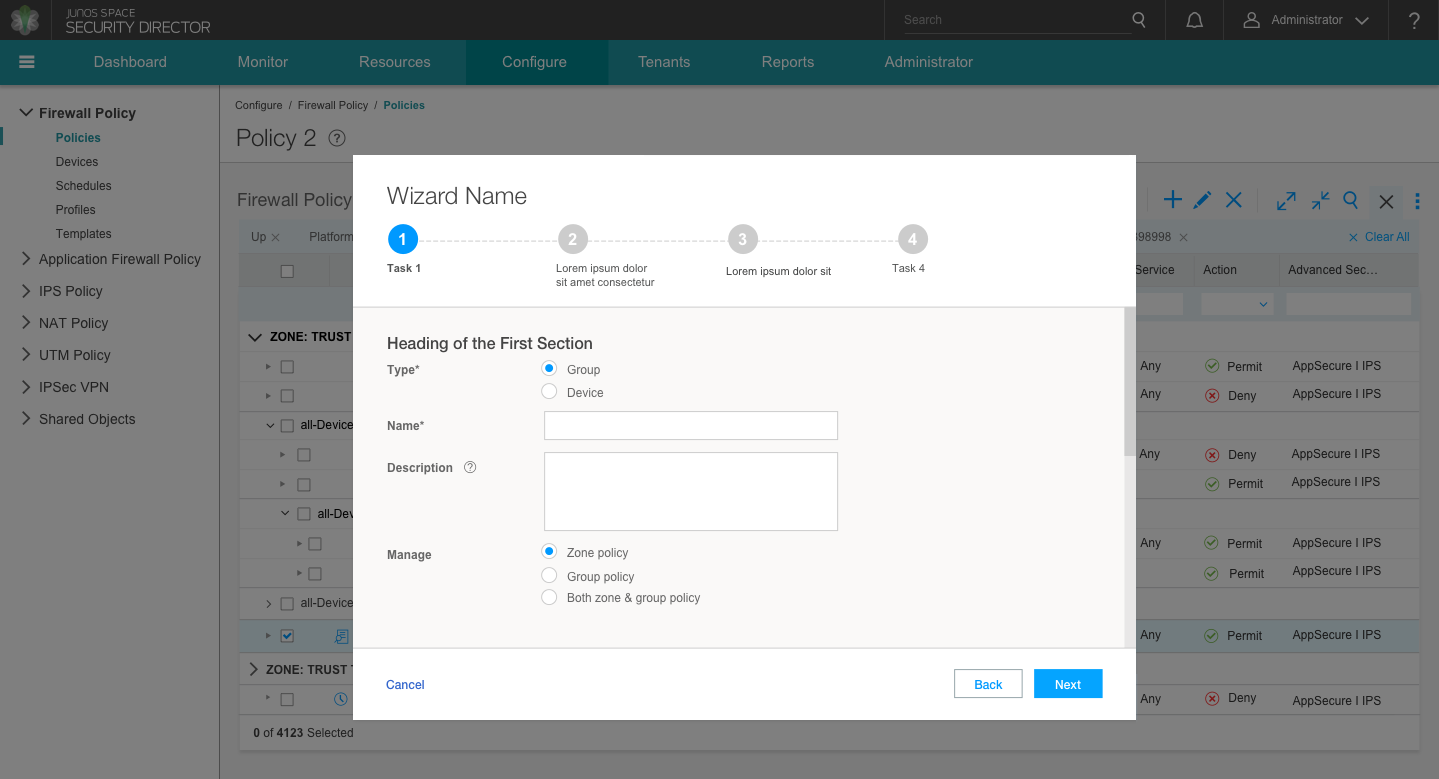 JUNOS SPACE
SECURITY DIRECTOR
Search
Administrator
?
Dashboard Monitor Resources Configure Tenants Reports Administrator
Firewall Policy
Policies
Devices
Schedules
Profiles
Templates
Application Firewall Policy
IPS Policy
NAT Policy
UTM Policy
IPSec VPN
Shared Objects
Configure / Firewall Policy / Policies
Policy 2 ?
Firewall Policy
Up Platform 898998 Clear All
Service Action Advanced Sec...
ZONE: TRUST
Any Permit AppSecure I IPS
Any Deny AppSecure I IPS
all-Device
Any Deny AppSecure I IPS
Permit AppSecure I IPS
all-Dev
Any Permit AppSecure I IPS
Permit AppSecure I IPS
all-Device
Any Permit AppSecure I IPS
ZONE: TRUST T
Any Deny AppSecure I IPS
0 of 4123 Selected
Wizard Name
1 2 3 4
Task 1
Lorem ipsum dolor
sit amet consectetur
Lorem ipsum dolor sit
Task 4
Heading of the First Section
Type* Group
Device
Name*
Description ?
Manage Zone policy
Group policy
Both zone & group policy
Cancel Back Next